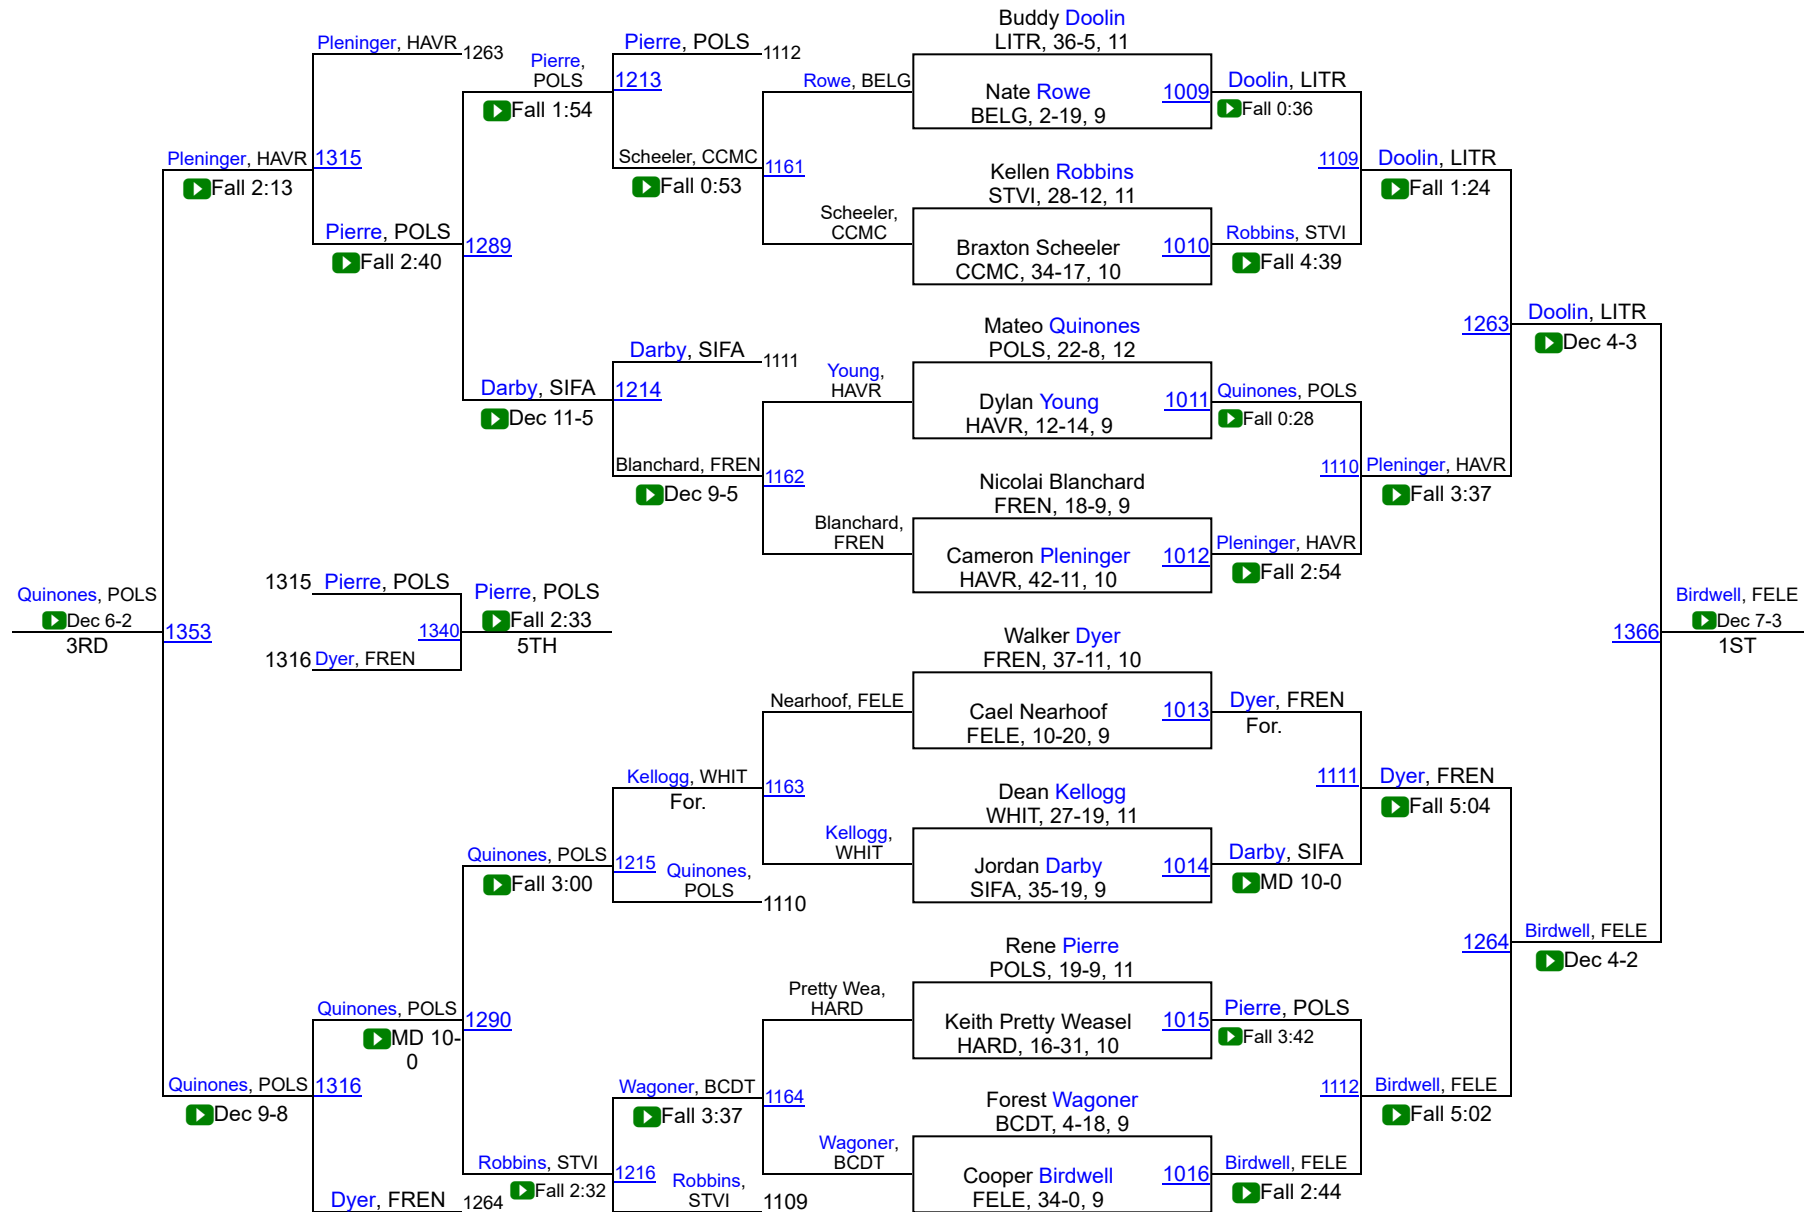 Buddy Doolin
LITR, 36-5, 11
Pleninger, HAVR
1263
Pierre,
POLS
Fall 1:54
Pierre, POLS
1112
1213
Rowe, BELG
Nate Rowe
BELG, 2-19, 9
1009
Doolin, LITR
Fall 0:36
Pleninger, HAVR
Fall 2:13
1315
Scheeler, CCMC
Fall 0:53
1161
Kellen Robbins
STVI, 28-12, 11
1109
Doolin, LITR
Fall 1:24
Pierre, POLS
Fall 2:40
1289
Scheeler,
CCMC
Braxton Scheeler
CCMC, 34-17, 10
1010
Robbins, STVI
Fall 4:39
Mateo Quinones
POLS, 22-8, 12
1263
Doolin, LITR
Dec 4-3
Darby, SIFA
1111
Darby, SIFA
Dec 11-5
1214
Young,
HAVR
Dylan Young
HAVR, 12-14, 9
1011
Quinones, POLS
Fall 0:28
Blanchard, FREN
Dec 9-5
1162
Nicolai Blanchard
FREN, 18-9, 9
1110
Pleninger, HAVR
Fall 3:37
Blanchard,
FREN
Cameron Pleninger
HAVR, 42-11, 10
1012
Pleninger, HAVR
Fall 2:54
Quinones, POLS
Dec 6-2
3RD
1353
1315
Pierre, POLS
1316
Dyer, FREN
1340
Pierre, POLS
Fall 2:33
5TH
Walker Dyer
FREN, 37-11, 10
1366
Birdwell, FELE
Dec 7-3
1ST
Nearhoof, FELE
Cael Nearhoof
FELE, 10-20, 9
1013
Dyer, FREN
For.
Kellogg, WHIT
For.
1163
Dean Kellogg
WHIT, 27-19, 11
1111
Dyer, FREN
Fall 5:04
Quinones, POLS
Fall 3:00
1215
Quinones,
POLS
1110
Kellogg,
WHIT
Jordan Darby
SIFA, 35-19, 9
1014
Darby, SIFA
MD 10-0
Rene Pierre
POLS, 19-9, 11
1264
Birdwell, FELE
Dec 4-2
Quinones, POLS
MD 10-
0
1290
Pretty Wea,
HARD
Keith Pretty Weasel
HARD, 16-31, 10
1015
Pierre, POLS
Fall 3:42
Quinones, POLS
Dec 9-8
1316
Wagoner, BCDT
Fall 3:37
1164
Forest Wagoner
BCDT, 4-18, 9
1112
Birdwell, FELE
Fall 5:02
Dyer, FREN
1264
Robbins, STVI
Fall 2:32
1216
Robbins,
STVI
1109
Wagoner,
BCDT
Cooper Birdwell
FELE, 34-0, 9
1016
Birdwell, FELE
Fall 2:44